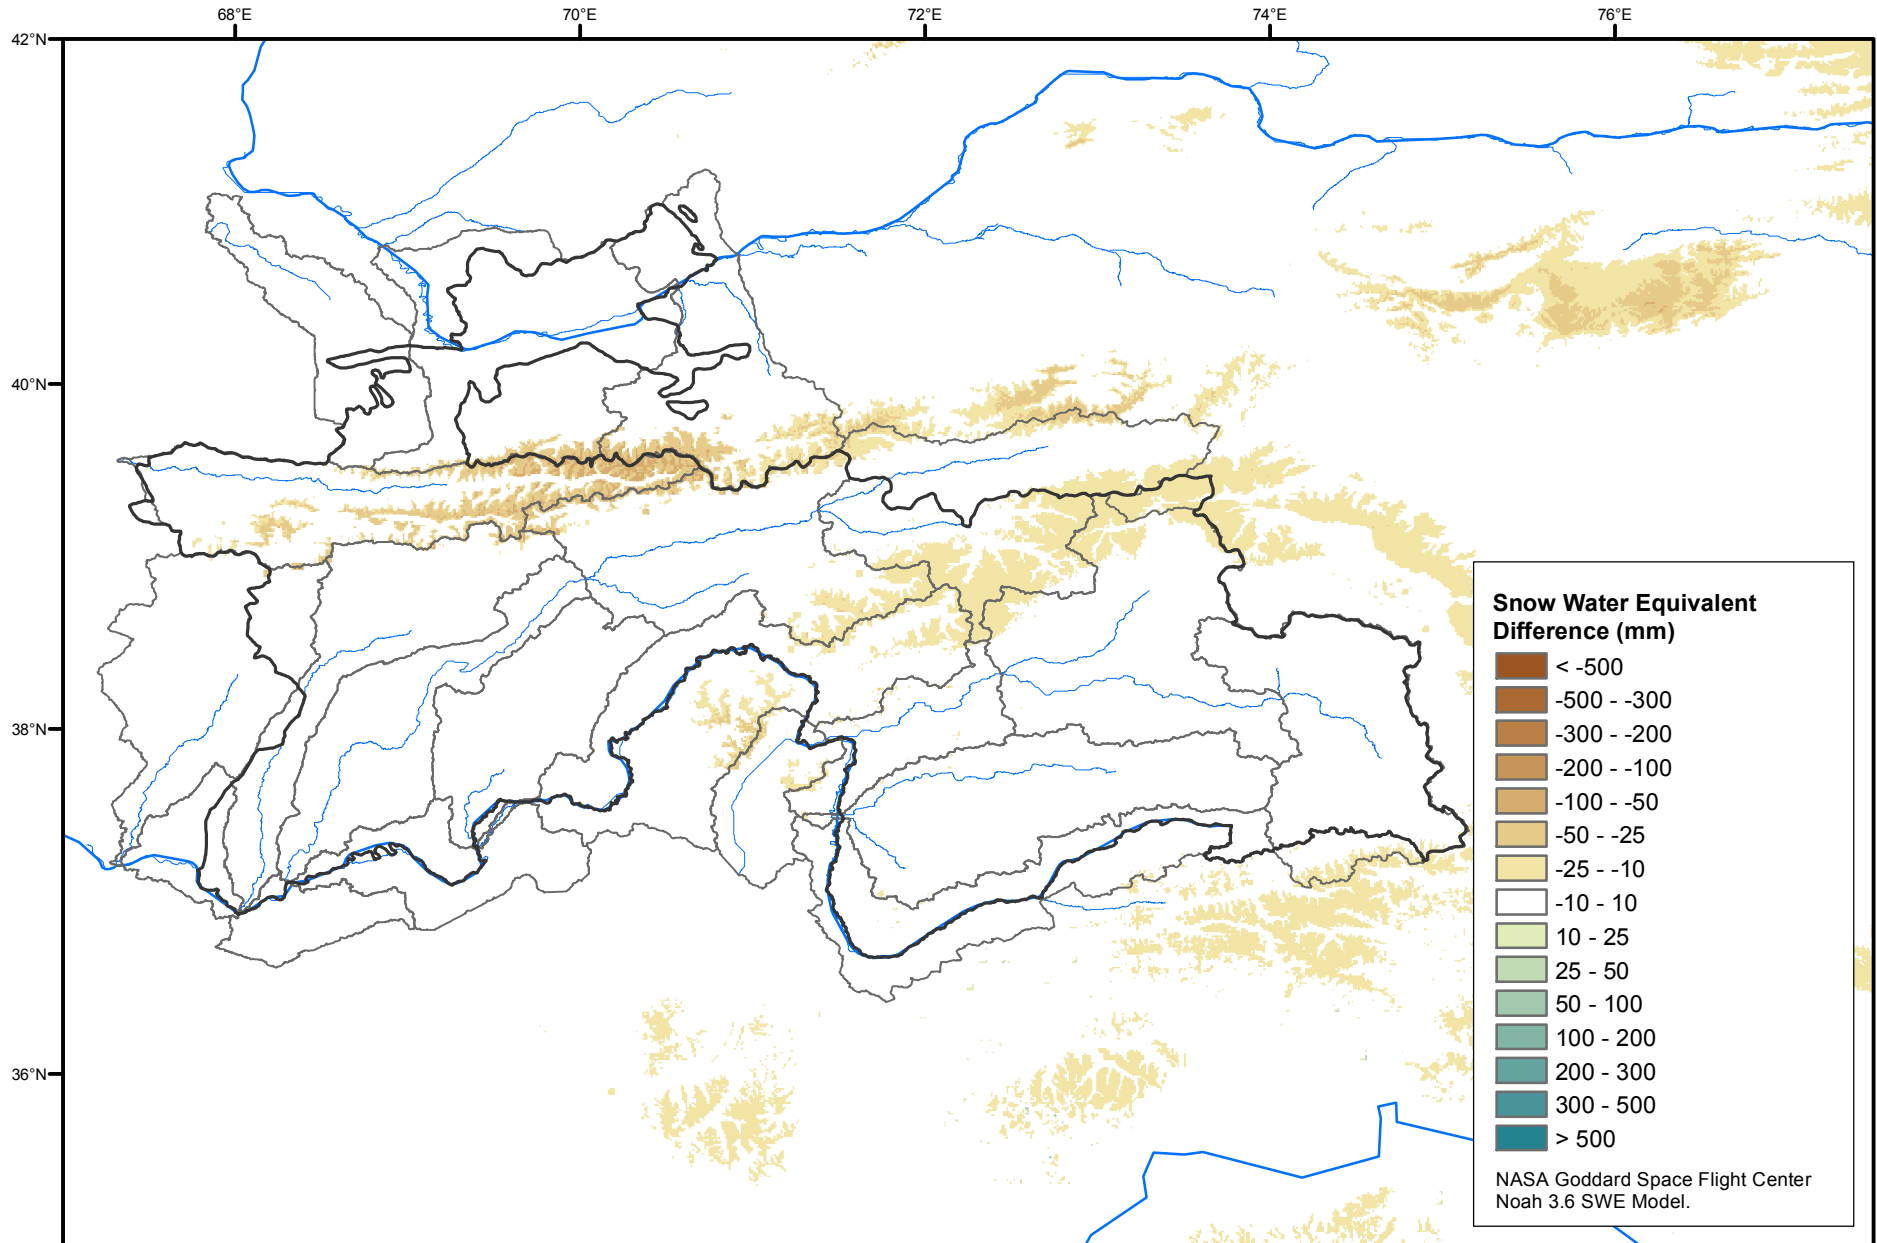 68°E 70°E 72°E 74°E 76°E
42°N
40°N
38°N
36°N
Snow Water Equivalent
Difference (mm)
< -500
-500 - -300
-300 - -200
-200 - -100
-100 - -50
-50 - -25
-25 - -10
-10 - 10
10 - 25
25 - 50
50 - 100
100 - 200
200 - 300
300 - 500
> 500
NASA Goddard Space Flight Center
Noah 3.6 SWE Model.